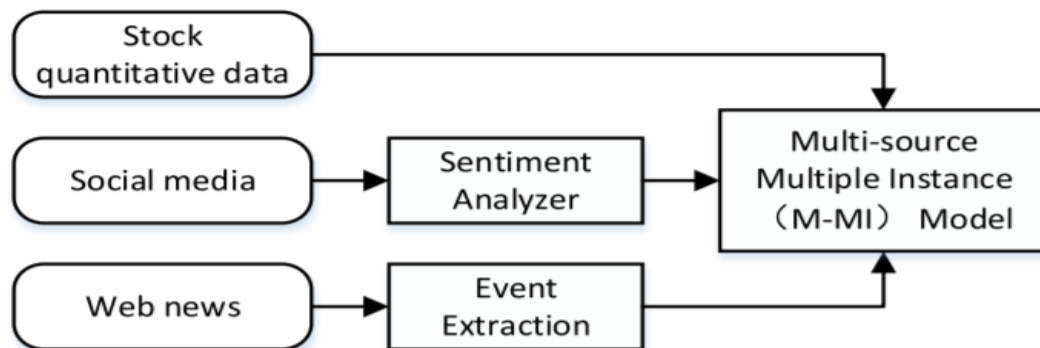 Stock
quantitative data
Social media
Sentiment
Analyzer
Web news
Event
Extraction
Multi-source
Multiple Instance
（M-MI） Model